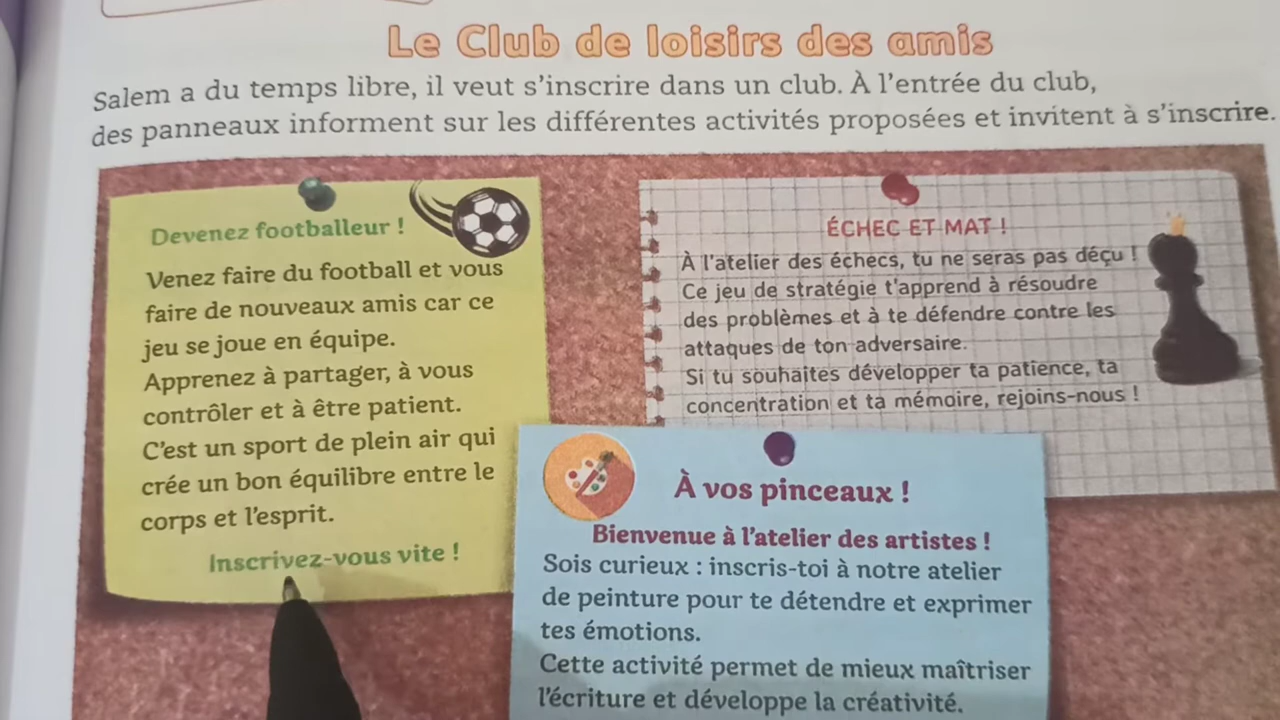 Le Club de loisirs des amis
Salem a du temps libre, il veut s'inscrire dans un club. À l'entrée du club,
des panneaux informent sur les différentes activités proposées et invitent à s'inscrire.
Devenez footballeur !
Venez faire du football et vous
faire de nouveaux amis car ce
jeu se joue en équipe.
Apprenez à partager, à vous
contrôler et à être patient.
C'est un sport de plein air qui
crée un bon équilibre entre le
corps et l'esprit.
Inscrivez-vous vite !
ÉCHEC ET MAT !
À l'atelier des échecs, tu ne seras pas déçu !
Ce jeu de stratégie t'apprend à résoudre
des problèmes et à te défendre contre les
attaques de ton adversaire.
Si tu souhaites développer ta patience, ta
concentration et ta mémoire, rejoins-nous !
À vos pinceaux !
Bienvenue à l'atelier des artistes !
Sois curieux : inscris-toi à notre atelier
de peinture pour te détendre et exprimer
tes émotions.
Cette activité permet de mieux maîtriser
l'écriture et développe la créativité.